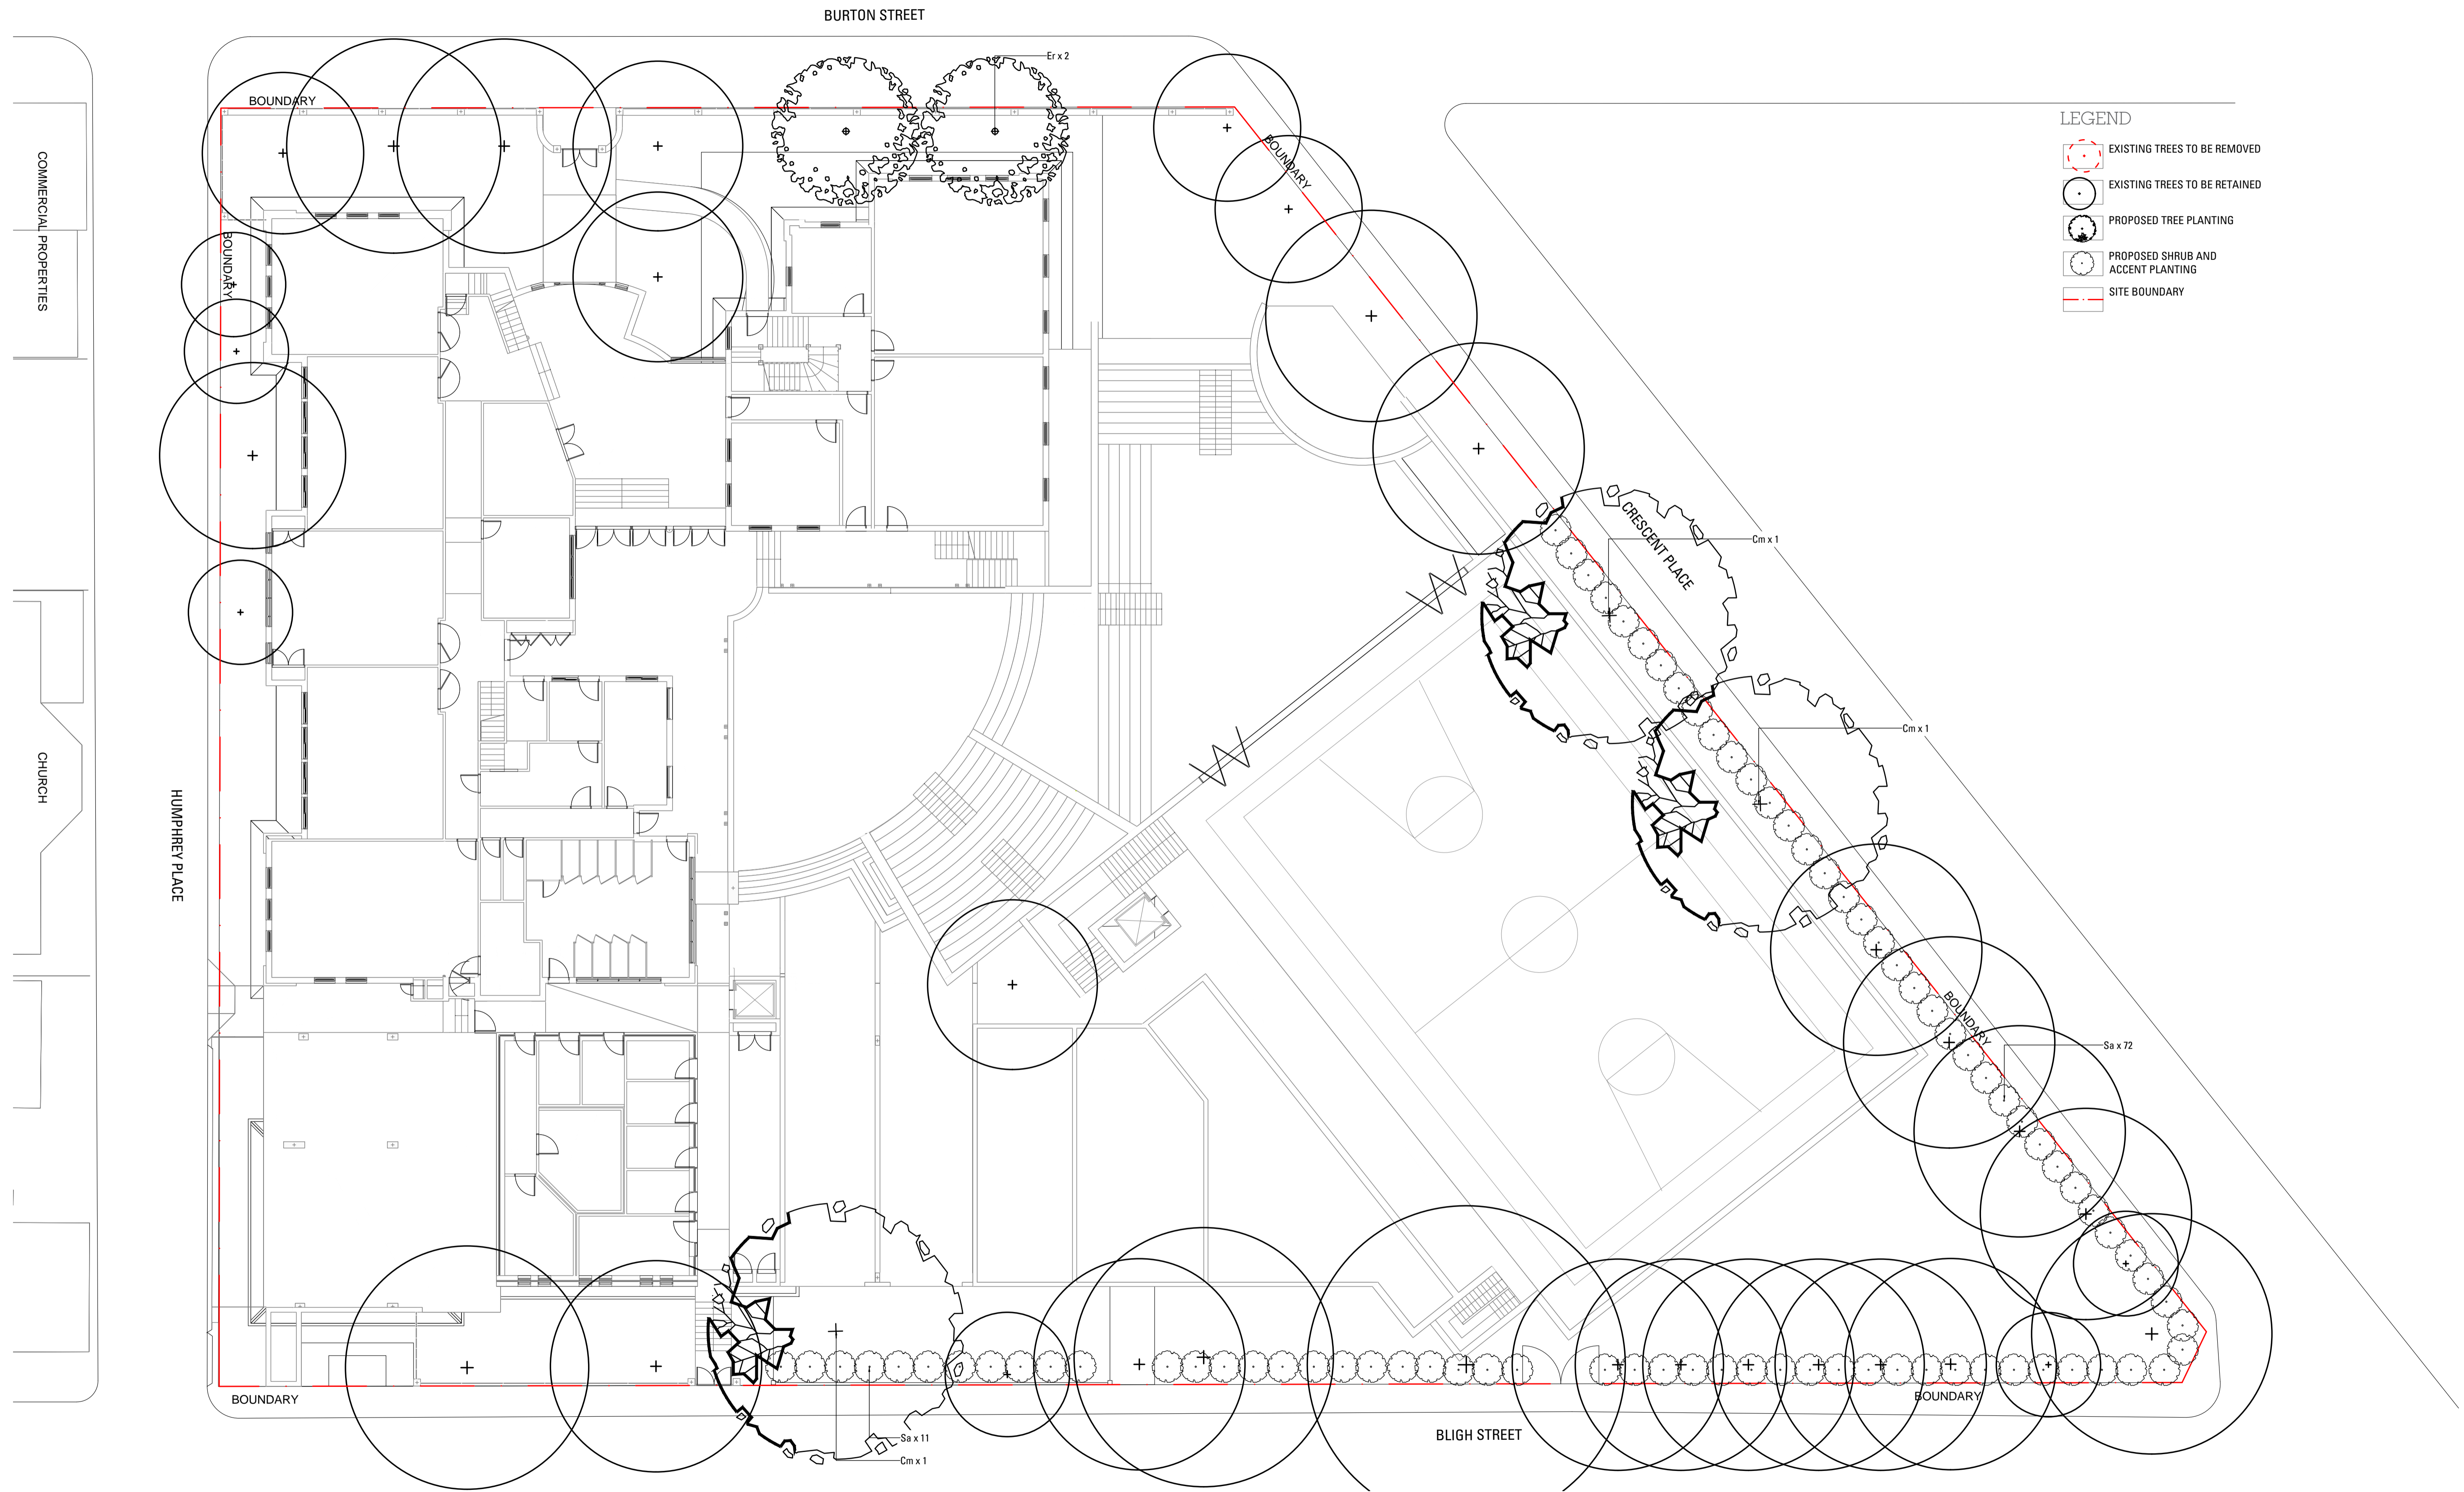 BURTON STREET
Er x 2
BOUNDARY
BOUNDARY
BOUNDARY
COMMERCIAL PROPERTIES
LEGEND
EXISTING TREES TO BE REMOVED
EXISTING TREES TO BE RETAINED
PROPOSED TREE PLANTING
PROPOSED SHRUB AND
ACCENT PLANTING
SITE BOUNDARY
CRESCENT PLACE
Cm x 1
Cm x 1
CHURCH
HUMPHREY PLACE
BOUNDARY
Sa x 72
BOUNDARY
BOUNDARY
BLIGH STREET
Sa x 11
Cm x 1